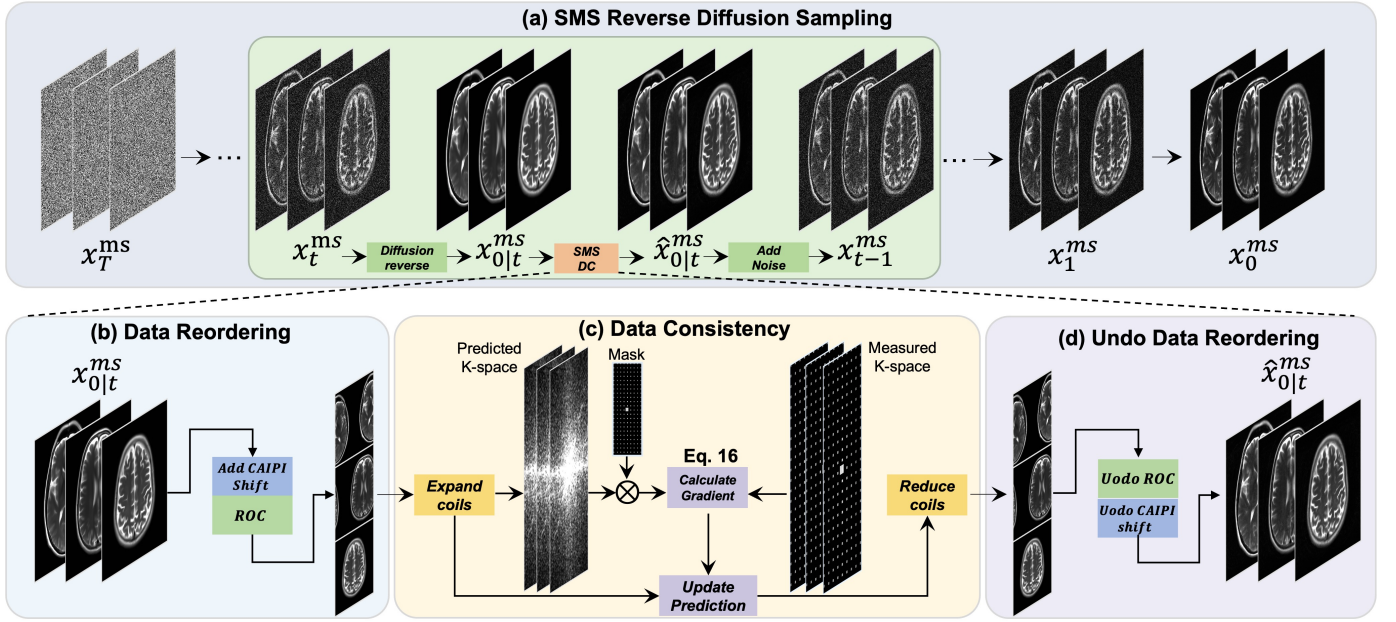 (a) SMS Reverse Diffusion Sampling
... ...
x_T^ms x_t^ms Diffusion reverse x_{0|t}^ms SMS DC x̂_{0|t}^ms Add Noise x_{t−1}^ms x_1^ms x_0^ms
(b) Data Reordering
x_{0|t}^ms
Add CAIPI
Shift
ROC
(c) Data Consistency
Predicted
K-space
Mask
Measured
K-space
Eq. 16
Expand
coils
Calculate
Gradient
Reduce
coils
Update
Prediction
(d) Undo Data Reordering
x̂_{0|t}^ms
Uodo ROC
Uodo CAIPI
shift